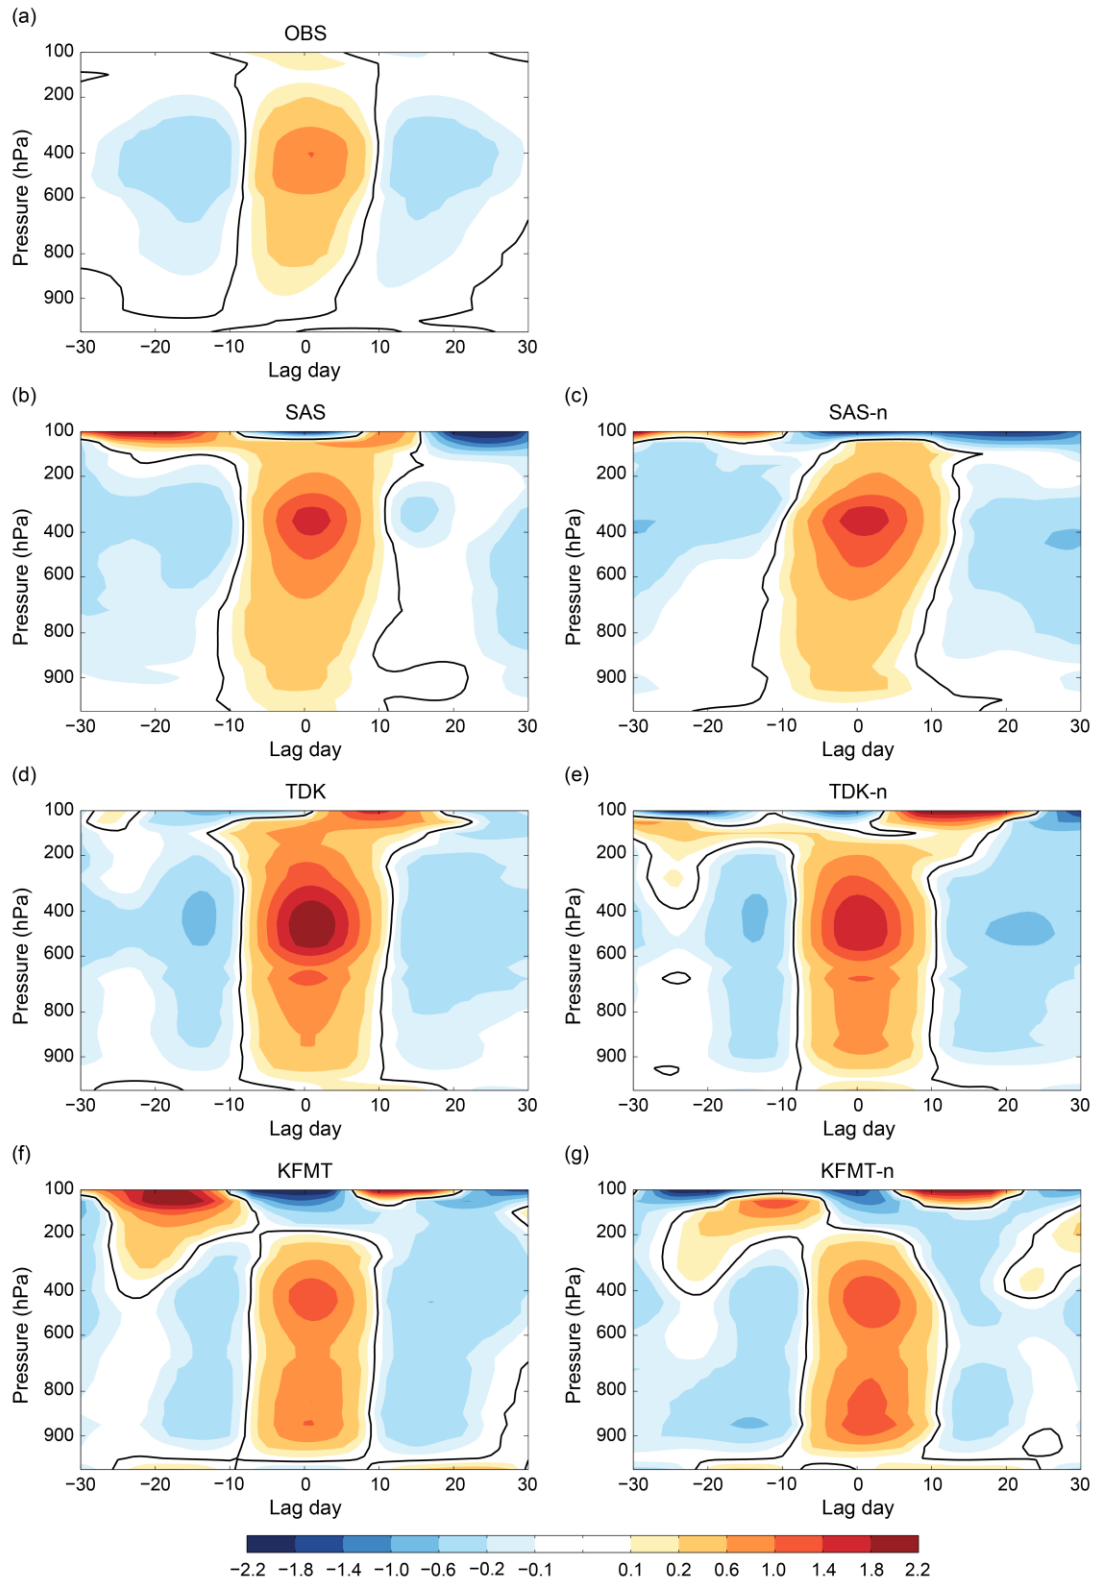 (a)
OBS
100
200
400
600
800
900
Pressure (hPa)
−30 −20 −10 0 10 20 30
Lag day
(b)
SAS
100
200
400
600
800
900
Pressure (hPa)
−30 −20 −10 0 10 20 30
Lag day
(c)
SAS-n
100
200
400
600
800
900
Pressure (hPa)
−30 −20 −10 0 10 20 30
Lag day
(d)
TDK
100
200
400
600
800
900
Pressure (hPa)
−30 −20 −10 0 10 20 30
Lag day
(e)
TDK-n
100
200
400
600
800
900
Pressure (hPa)
−30 −20 −10 0 10 20 30
Lag day
(f)
KFMT
100
200
400
600
800
900
Pressure (hPa)
−30 −20 −10 0 10 20 30
Lag day
(g)
KFMT-n
100
200
400
600
800
900
Pressure (hPa)
−30 −20 −10 0 10 20 30
Lag day
−2.2 −1.8 −1.4 −1.0 −0.6 −0.2 −0.1 0.1 0.2 0.6 1.0 1.4 1.8 2.2